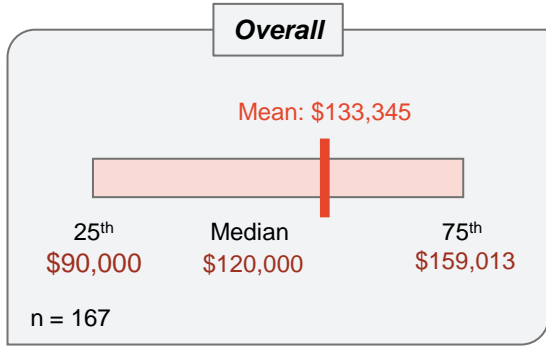 Overall
Mean: $133,345
25th Median 75th
$90,000 $120,000 $159,013
n = 167